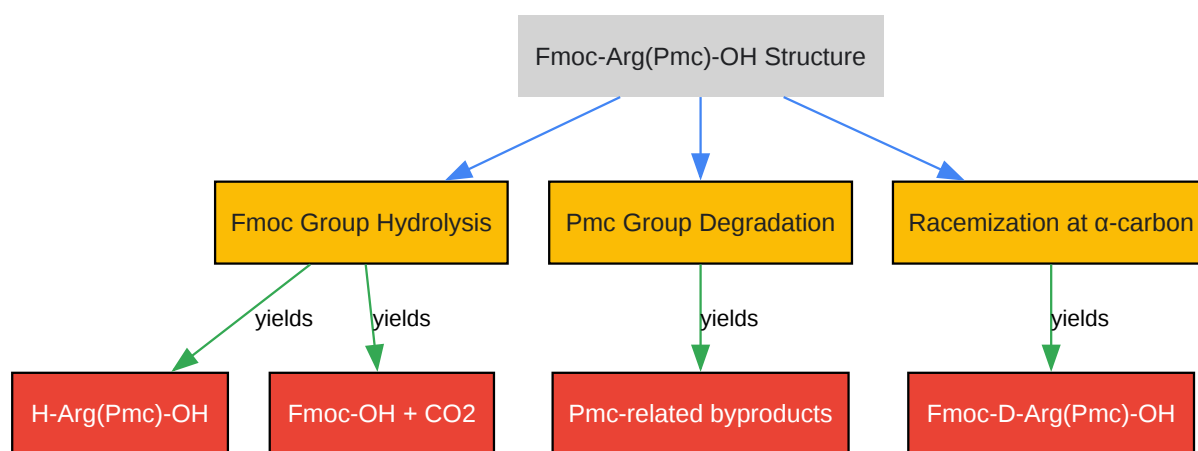 Fmoc-Arg(Pmc)-OH Structure
Fmoc Group Hydrolysis
Pmc Group Degradation
Racemization at α-carbon
yields
yields
yields
yields
H-Arg(Pmc)-OH
Fmoc-OH + CO2
Pmc-related byproducts
Fmoc-D-Arg(Pmc)-OH